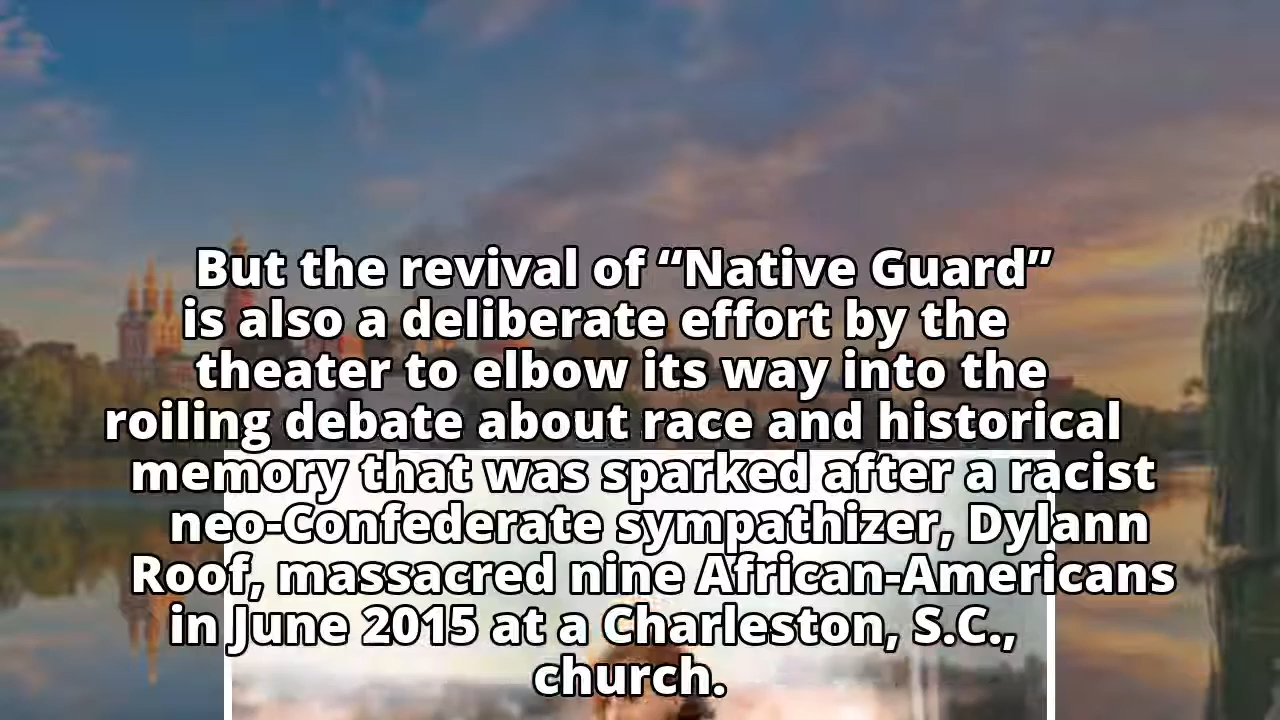 But the revival of “Native Guard”
is also a deliberate effort by the
theater to elbow its way into the
roiling debate about race and historical
memory that was sparked after a racist
neo-Confederate sympathizer, Dylann
Roof, massacred nine African-Americans
in June 2015 at a Charleston, S.C.,
church.